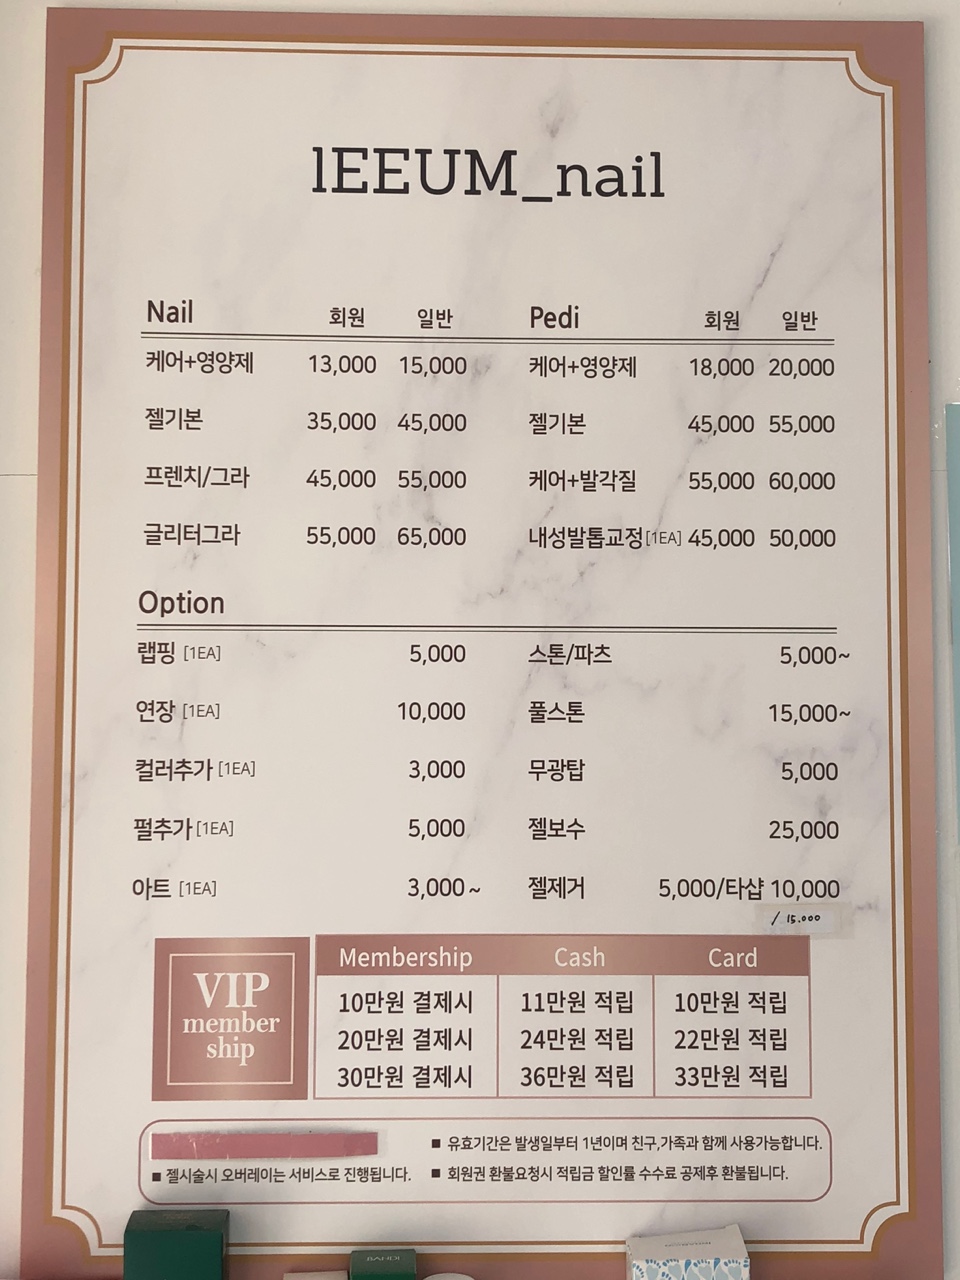 lEEUM_nail
Nail 회원 일반
케어+영양제 13,000 15,000
젤기본 35,000 45,000
프렌치/그라 45,000 55,000
글리터그라 55,000 65,000
Pedi 회원 일반
케어+영양제 18,000 20,000
젤기본 45,000 55,000
케어+발각질 55,000 60,000
내성발톱교정[1EA] 45,000 50,000
Option
랩핑 [1EA] 5,000
연장 [1EA] 10,000
컬러추가 [1EA] 3,000
펄추가 [1EA] 5,000
아트 [1EA] 3,000~
스톤/파츠 5,000~
풀스톤 15,000~
무광탑 5,000
젤보수 25,000
젤제거 5,000/타샵 10,000
/ 15.000
VIP
member
ship
Membership Cash Card
10만원 결제시 11만원 적립 10만원 적립
20만원 결제시 24만원 적립 22만원 적립
30만원 결제시 36만원 적립 33만원 적립
■ 젤시술시 오버레이는 서비스로 진행됩니다.
■ 유효기간은 발생일부터 1년이며 친구,가족과 함께 사용가능합니다.
■ 회원권 환불요청시 적립금 할인률 수수료 공제후 환불됩니다.